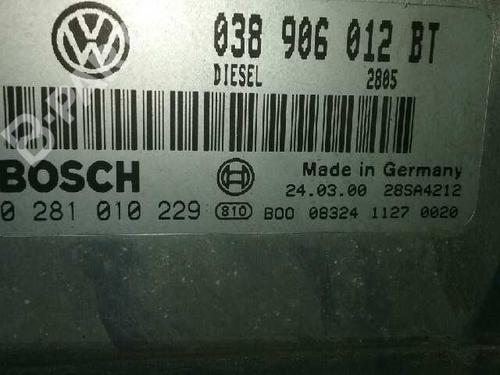 038 906 012 BT
DIESEL 2805
BOSCH
Made in Germany
24.03.00 28SA4212
0 281 010 229 810 B00 08324 1127 0020